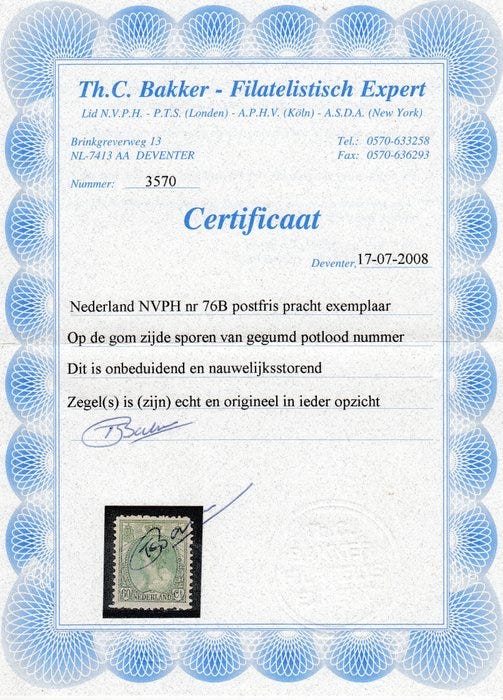 Th.C. Bakker - Filatelistisch Expert
Lid N.V.P.H. - P.T.S. (Londen) - A.P.H.V. (Köln) - A.S.D.A. (New York)
Brinkgreverweg 13 Tel.: 0570-633258
NL-7413 AA DEVENTER Fax: 0570-636293
Nummer: 3570
Certificaat
Deventer, 17-07-2008
Nederland NVPH nr 76B postfris pracht exemplaar
Op de gom zijde sporen van gegumd potlood nummer
Dit is onbeduidend en nauwelijksstorend
Zegel(s) is (zijn) echt en origineel in ieder opzicht
NEDERLAND